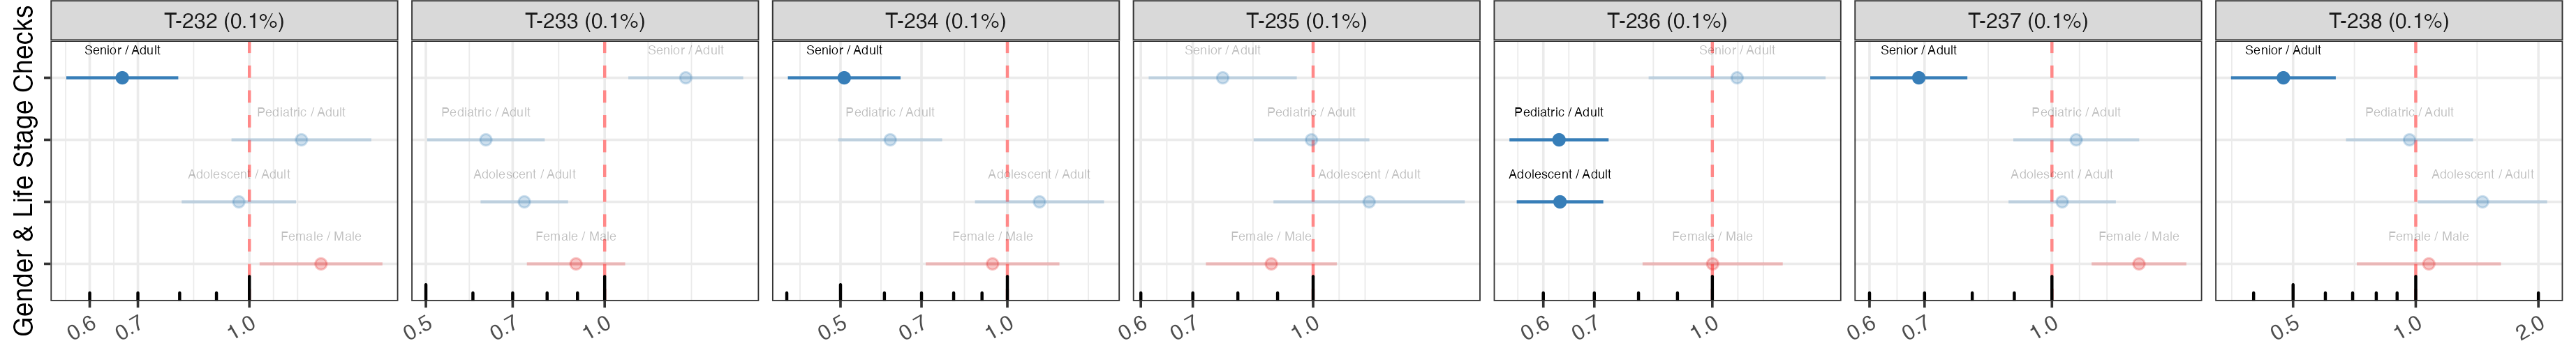 T-232 (0.1%)
T-233 (0.1%)
T-234 (0.1%)
T-235 (0.1%)
T-236 (0.1%)
T-237 (0.1%)
T-238 (0.1%)
Gender & Life Stage Checks
Senior / Adult
Pediatric / Adult
Adolescent / Adult
Female / Male
0.6 0.7 1.0
Senior / Adult
Pediatric / Adult
Adolescent / Adult
Female / Male
0.5 0.7 1.0
Senior / Adult
Pediatric / Adult
Adolescent / Adult
Female / Male
0.5 0.7 1.0
Senior / Adult
Pediatric / Adult
Adolescent / Adult
Female / Male
0.6 0.7 1.0
Senior / Adult
Pediatric / Adult
Adolescent / Adult
Female / Male
0.6 0.7 1.0
Senior / Adult
Pediatric / Adult
Adolescent / Adult
Female / Male
0.6 0.7 1.0
Senior / Adult
Pediatric / Adult
Adolescent / Adult
Female / Male
0.5 1.0 2.0